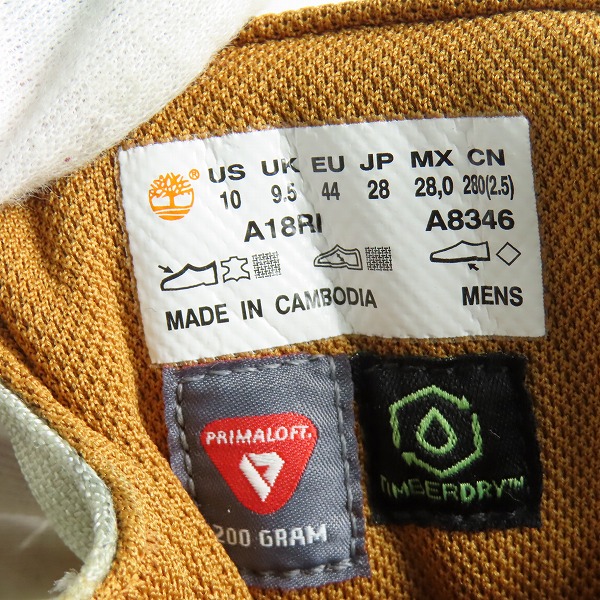 US UK EU JP MX CN
10 9.5 44 28 28,0 280(2.5)
A18RI A8346
MADE IN CAMBODIA MENS
PRIMALOFT.
200 GRAM
TIMBERDRY™